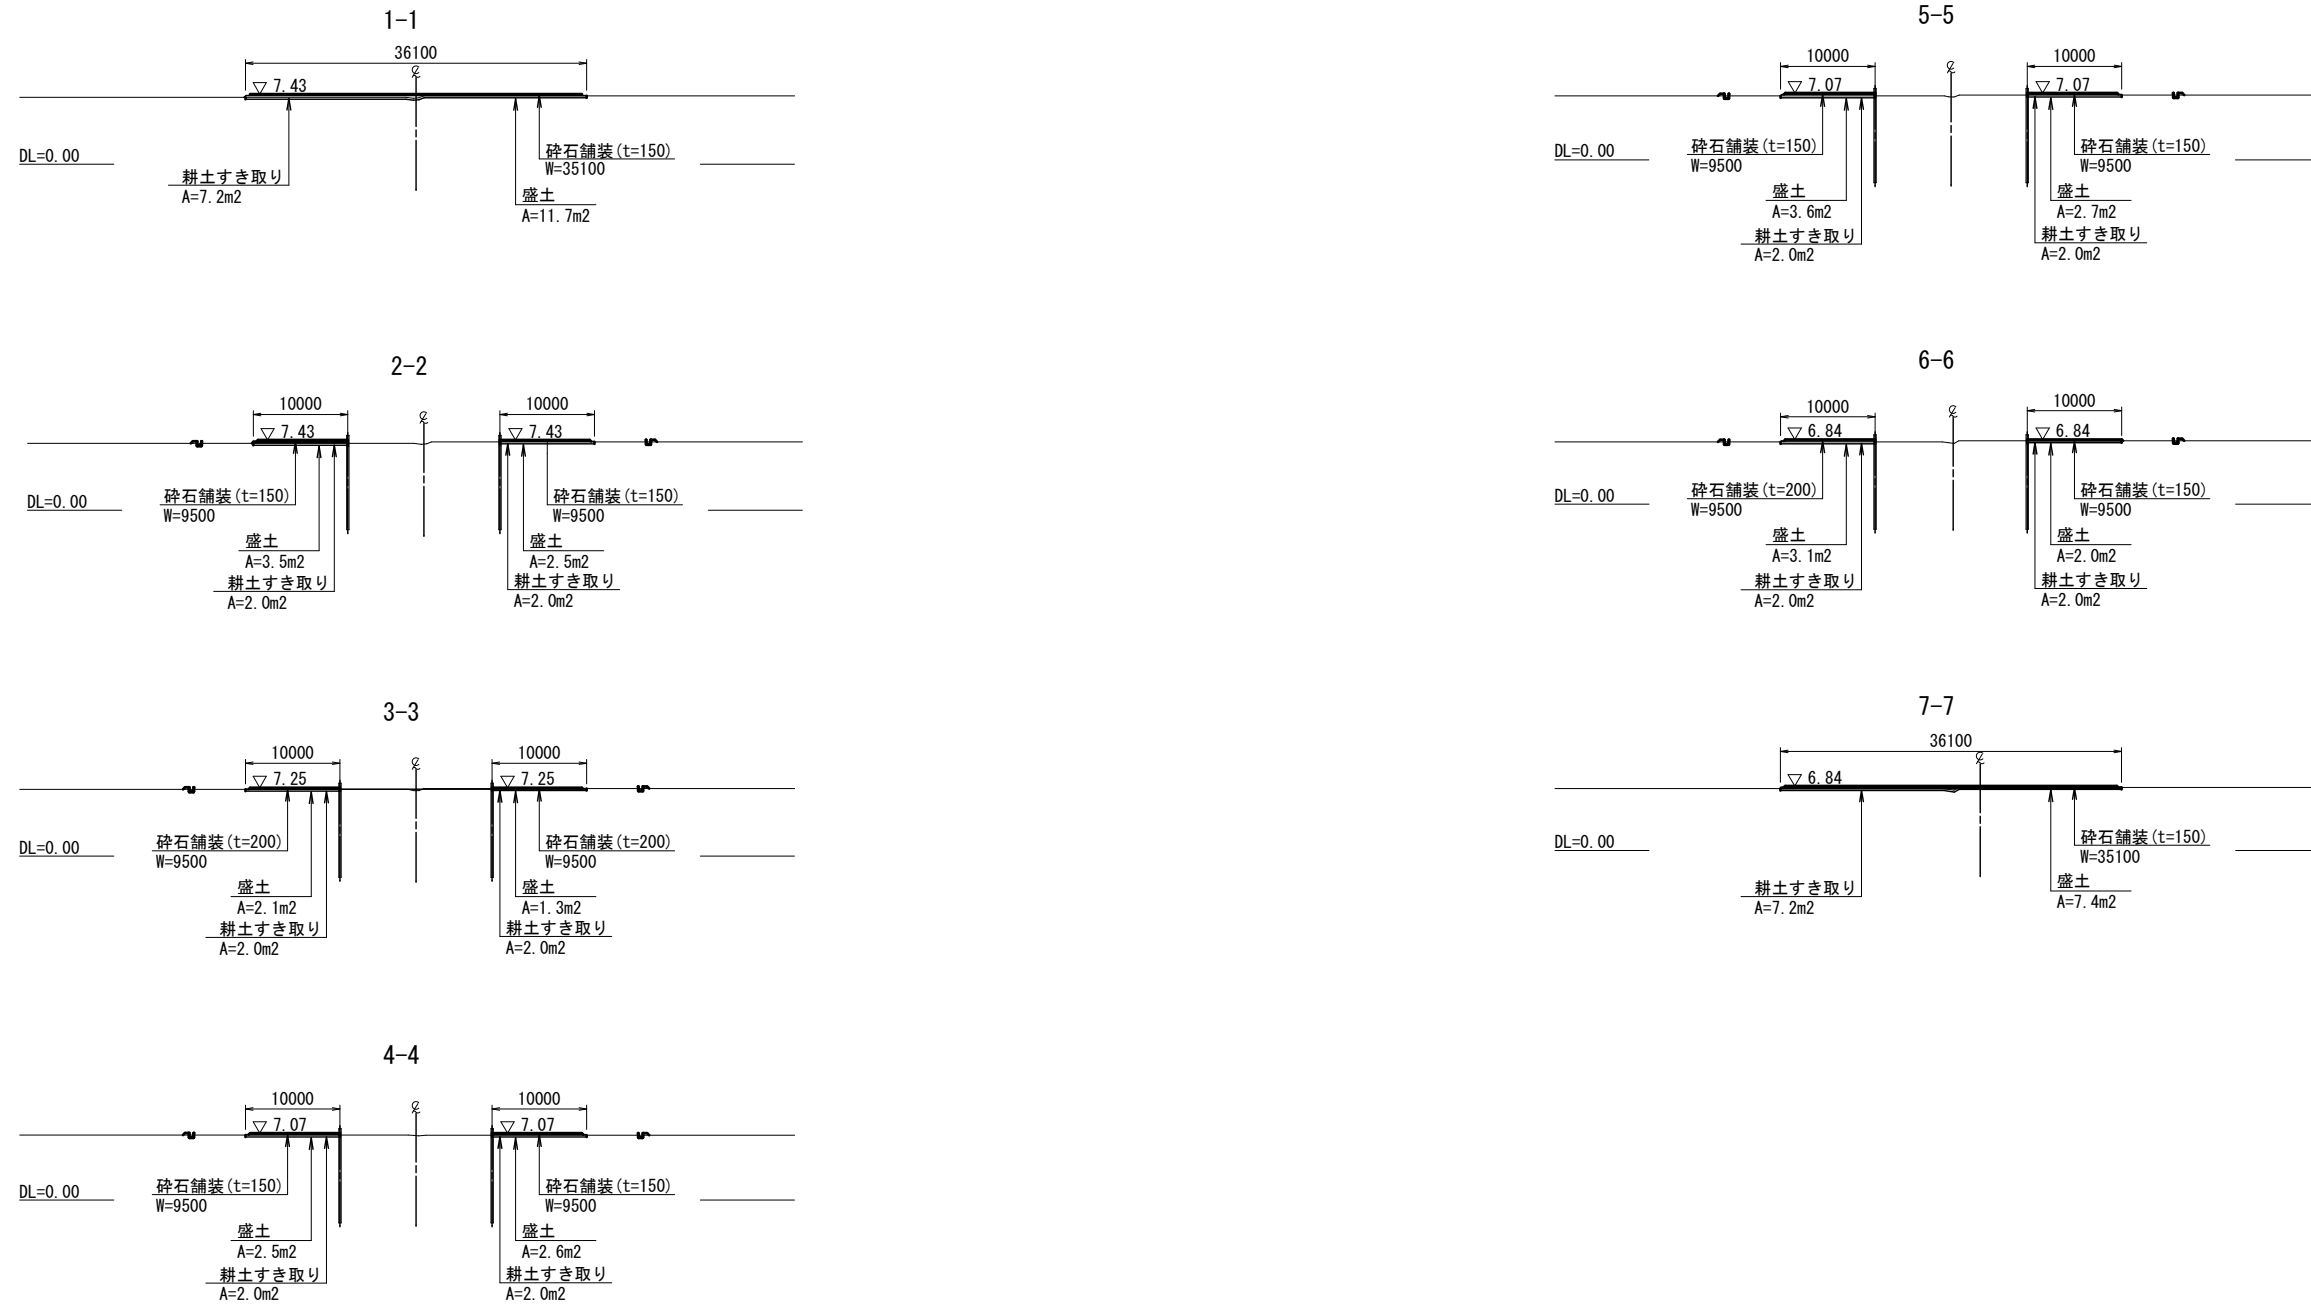 1-1
36100
℄
▽ 7.43
DL=0.00
砕石舗装(t=150)
W=35100
耕土すき取り
A=7.2m2
盛土
A=11.7m2
2-2
10000
10000
℄
▽ 7.43
▽ 7.43
DL=0.00
砕石舗装(t=150)
W=9500
砕石舗装(t=150)
W=9500
盛土
A=3.5m2
盛土
A=2.5m2
耕土すき取り
A=2.0m2
耕土すき取り
A=2.0m2
3-3
10000
10000
℄
▽ 7.25
▽ 7.25
DL=0.00
砕石舗装(t=200)
W=9500
砕石舗装(t=200)
W=9500
盛土
A=2.1m2
盛土
A=1.3m2
耕土すき取り
A=2.0m2
耕土すき取り
A=2.0m2
4-4
10000
10000
℄
▽ 7.07
▽ 7.07
DL=0.00
砕石舗装(t=150)
W=9500
砕石舗装(t=150)
W=9500
盛土
A=2.5m2
盛土
A=2.6m2
耕土すき取り
A=2.0m2
耕土すき取り
A=2.0m2
5-5
10000
10000
℄
▽ 7.07
▽ 7.07
DL=0.00
砕石舗装(t=150)
W=9500
砕石舗装(t=150)
W=9500
盛土
A=3.6m2
盛土
A=2.7m2
耕土すき取り
A=2.0m2
耕土すき取り
A=2.0m2
6-6
10000
10000
℄
▽ 6.84
▽ 6.84
DL=0.00
砕石舗装(t=200)
W=9500
砕石舗装(t=150)
W=9500
盛土
A=3.1m2
盛土
A=2.0m2
耕土すき取り
A=2.0m2
耕土すき取り
A=2.0m2
7-7
36100
℄
▽ 6.84
DL=0.00
砕石舗装(t=150)
W=35100
耕土すき取り
A=7.2m2
盛土
A=7.4m2